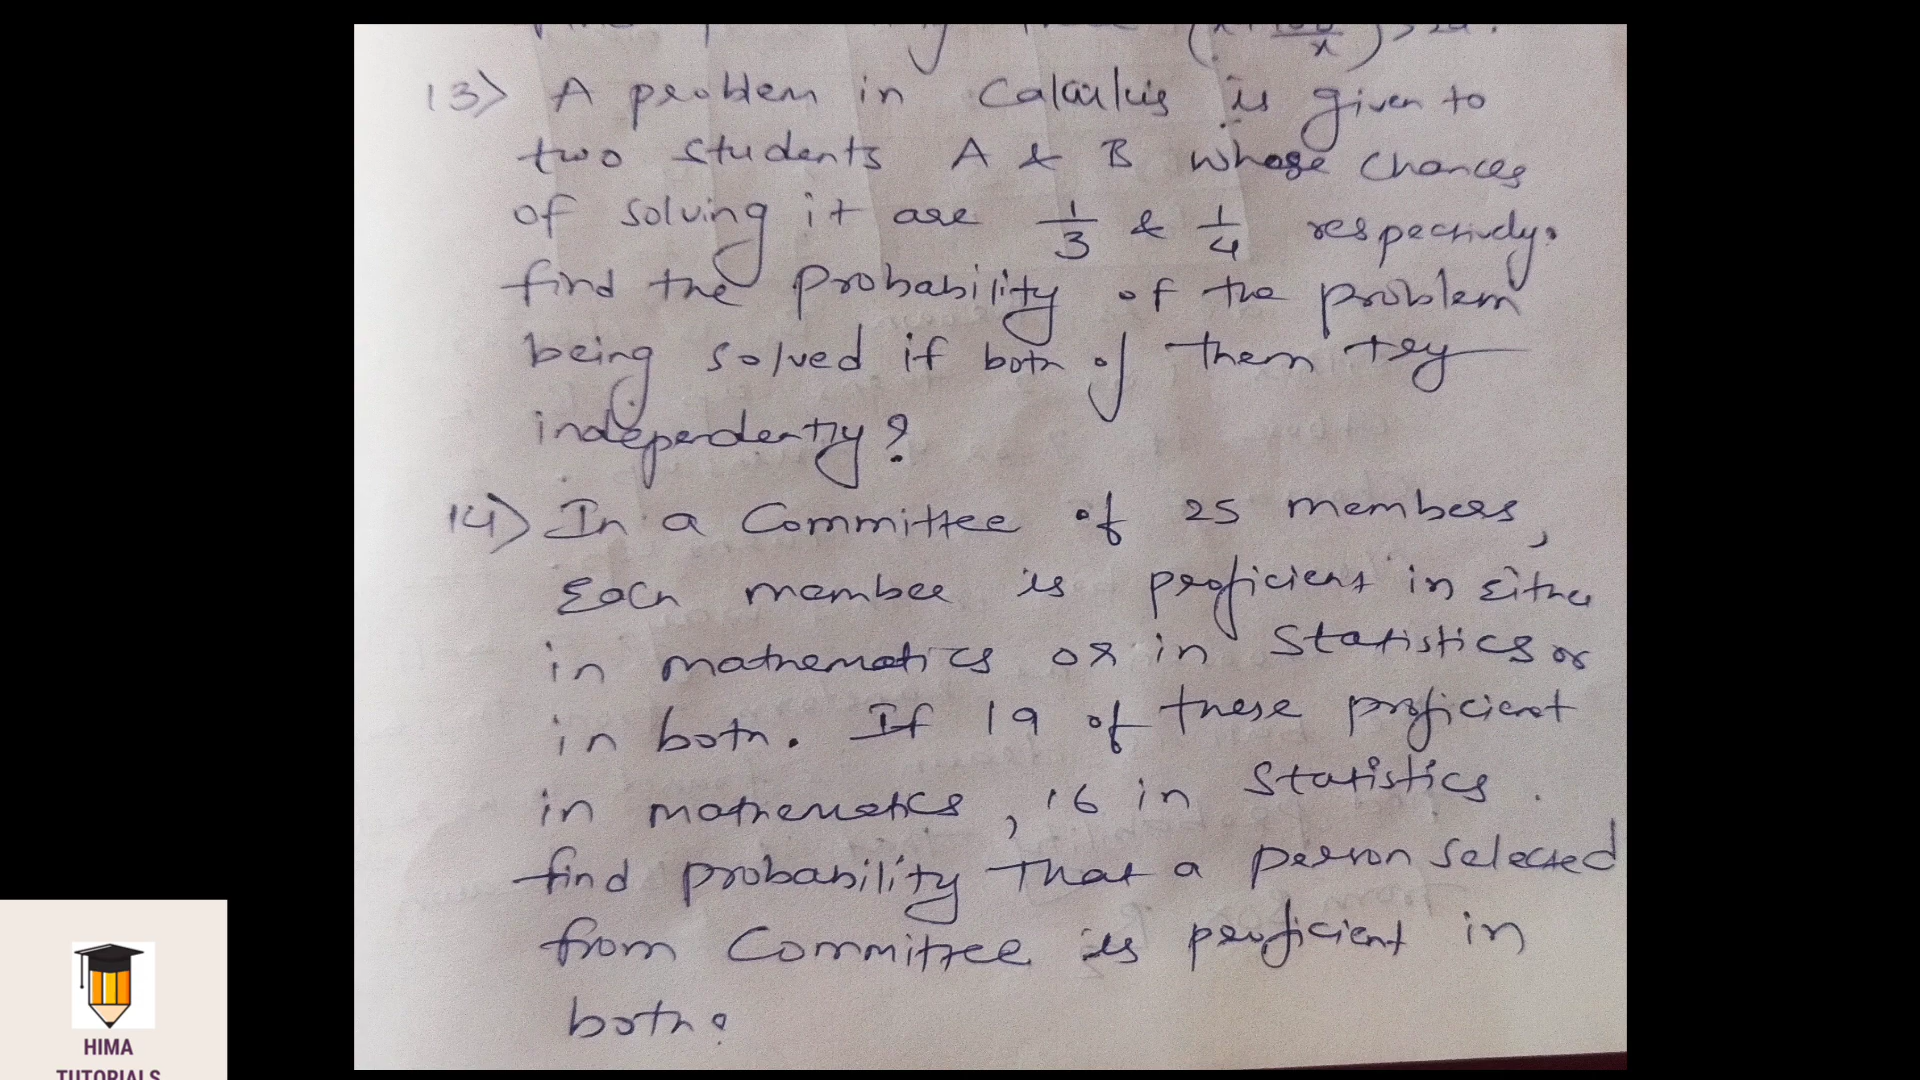 13) A problem in Calculus is given to
two students A & B whose chances
of solving it are 1/3 & 1/4 respectively.
find the probability of the problem
being solved if both of them try
independently?
14) In a Committee of 25 members,
Each member is proficient in Either
in mathematics or in Statistics or
in both. If 19 of these proficient
in mathematics, 16 in Statistics.
find probability that a person selected
from Committee is proficient in
both.
HIMA
TUTORIALS